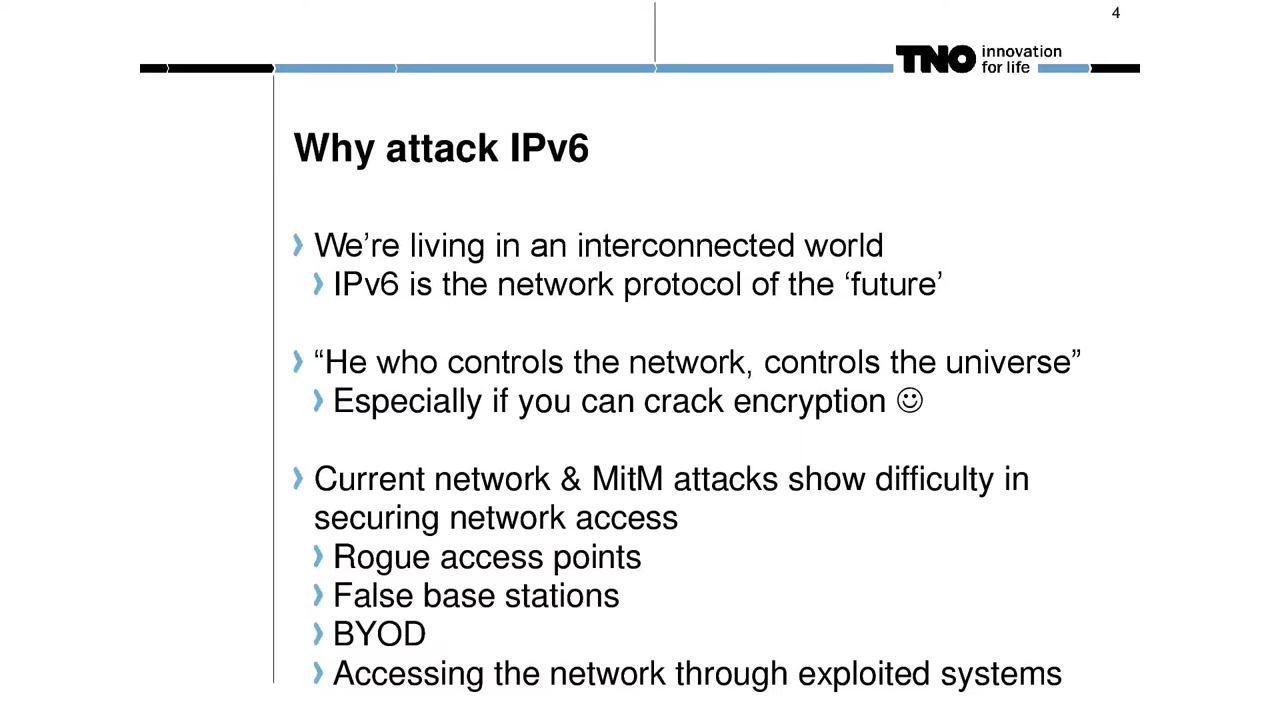 4
TNO innovation
for life
Why attack IPv6
We’re living in an interconnected world
IPv6 is the network protocol of the ‘future’
“He who controls the network, controls the universe”
Especially if you can crack encryption ☺
Current network & MitM attacks show difficulty in
securing network access
Rogue access points
False base stations
BYOD
Accessing the network through exploited systems